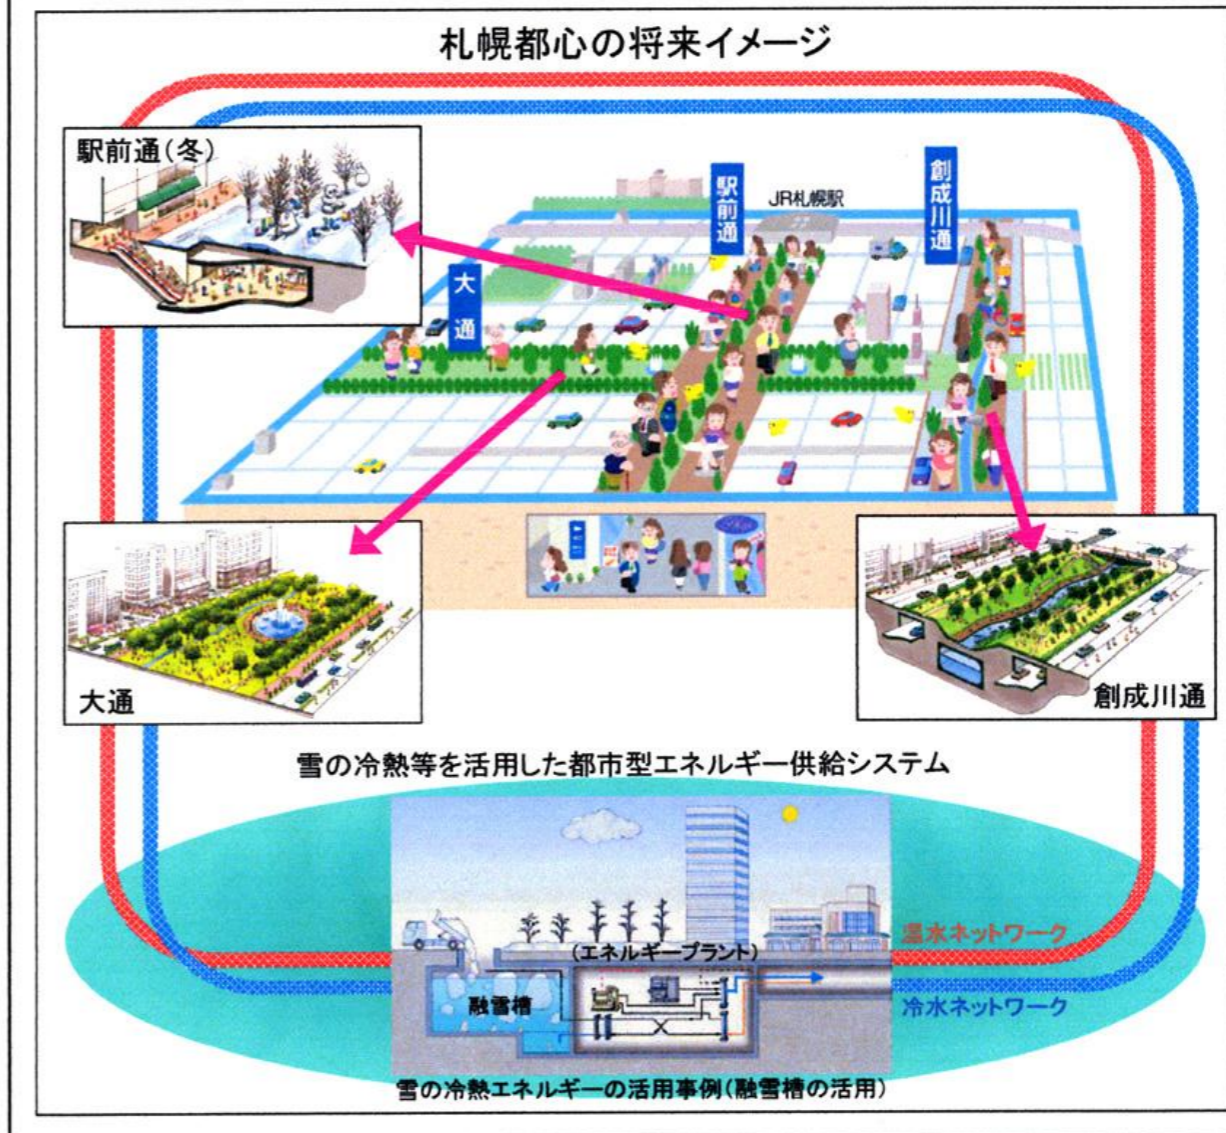 札幌都心の将来イメージ
駅前通(冬)
駅前通
JR札幌駅
創成川通
大通
大通
創成川通
雪の冷熱等を活用した都市型エネルギー供給システム
(エネルギープラント)
融雪槽
温水ネットワーク
冷水ネットワーク
雪の冷熱エネルギーの活用事例(融雪槽の活用)